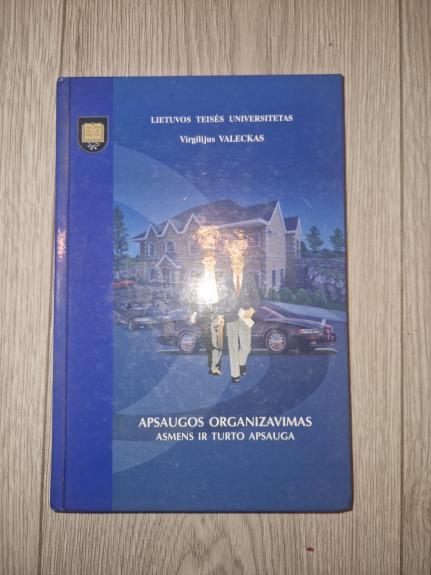 LIETUVOS TEISĖS UNIVERSITETAS
Virgilijus VALECKAS
APSAUGOS ORGANIZAVIMAS
ASMENS IR TURTO APSAUGA